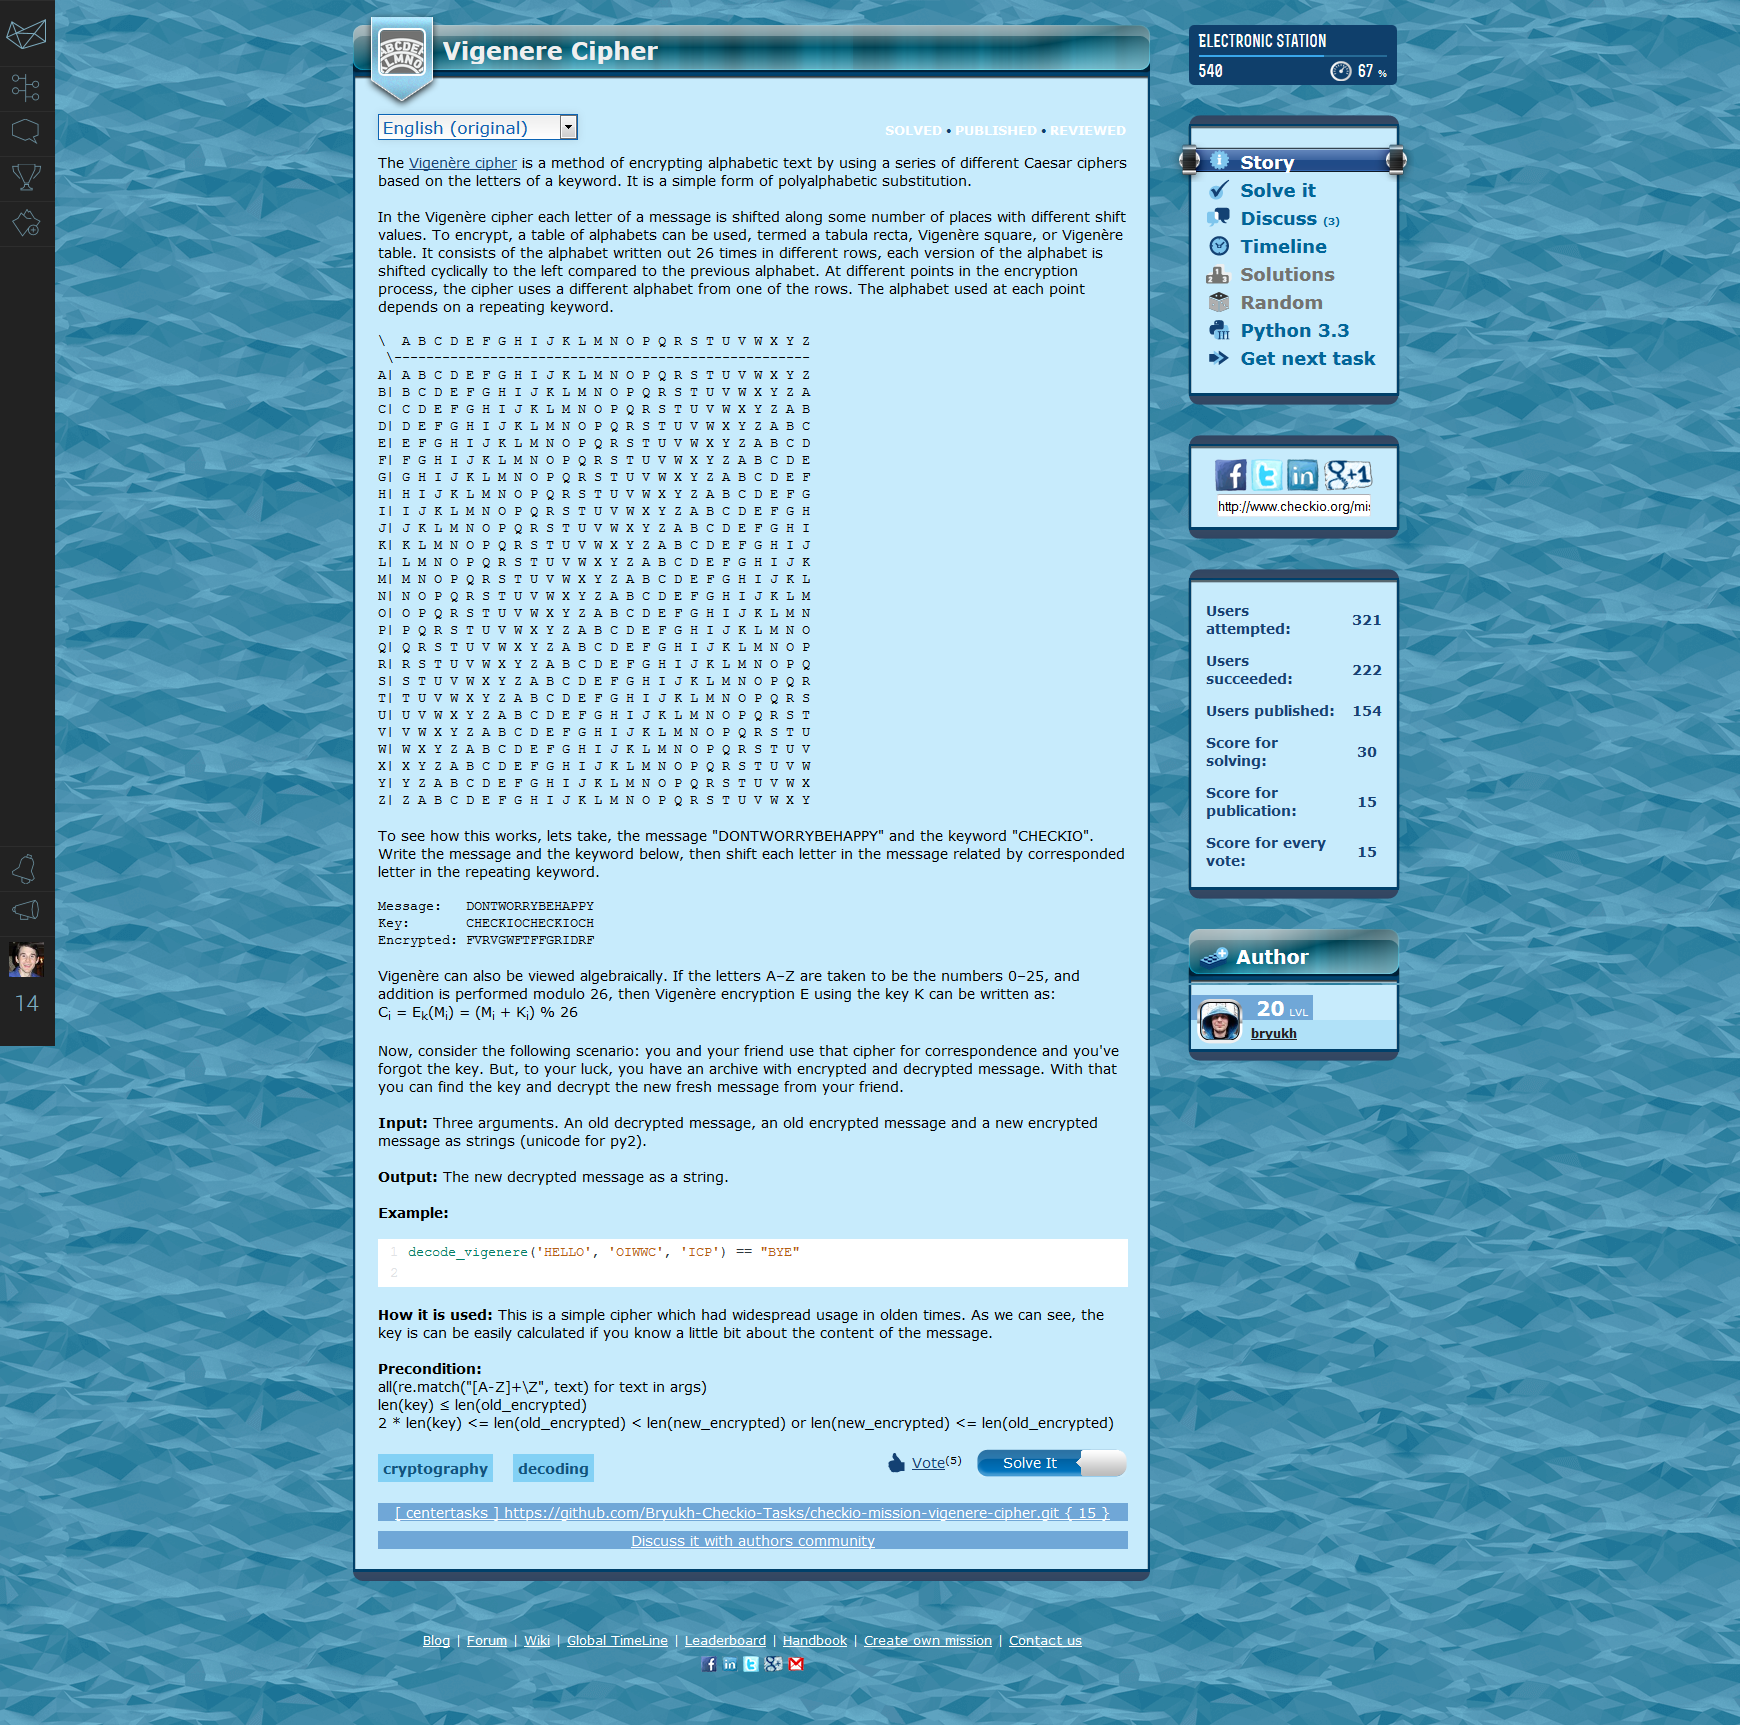 ABCDEF
LMNO
Vigenere Cipher
English (original)
SOLVED • PUBLISHED • REVIEWED
The Vigenère cipher is a method of encrypting alphabetic text by using a series of different Caesar ciphers
based on the letters of a keyword. It is a simple form of polyalphabetic substitution.
In the Vigenère cipher each letter of a message is shifted along some number of places with different shift
values. To encrypt, a table of alphabets can be used, termed a tabula recta, Vigenère square, or Vigenère
table. It consists of the alphabet written out 26 times in different rows, each version of the alphabet is
shifted cyclically to the left compared to the previous alphabet. At different points in the encryption
process, the cipher uses a different alphabet from one of the rows. The alphabet used at each point
depends on a repeating keyword.
\ A B C D E F G H I J K L M N O P Q R S T U V W X Y Z
\----------------------------------------------------
A| A B C D E F G H I J K L M N O P Q R S T U V W X Y Z
B| B C D E F G H I J K L M N O P Q R S T U V W X Y Z A
C| C D E F G H I J K L M N O P Q R S T U V W X Y Z A B
D| D E F G H I J K L M N O P Q R S T U V W X Y Z A B C
E| E F G H I J K L M N O P Q R S T U V W X Y Z A B C D
F| F G H I J K L M N O P Q R S T U V W X Y Z A B C D E
G| G H I J K L M N O P Q R S T U V W X Y Z A B C D E F
H| H I J K L M N O P Q R S T U V W X Y Z A B C D E F G
I| I J K L M N O P Q R S T U V W X Y Z A B C D E F G H
J| J K L M N O P Q R S T U V W X Y Z A B C D E F G H I
K| K L M N O P Q R S T U V W X Y Z A B C D E F G H I J
L| L M N O P Q R S T U V W X Y Z A B C D E F G H I J K
M| M N O P Q R S T U V W X Y Z A B C D E F G H I J K L
N| N O P Q R S T U V W X Y Z A B C D E F G H I J K L M
O| O P Q R S T U V W X Y Z A B C D E F G H I J K L M N
P| P Q R S T U V W X Y Z A B C D E F G H I J K L M N O
Q| Q R S T U V W X Y Z A B C D E F G H I J K L M N O P
R| R S T U V W X Y Z A B C D E F G H I J K L M N O P Q
S| S T U V W X Y Z A B C D E F G H I J K L M N O P Q R
T| T U V W X Y Z A B C D E F G H I J K L M N O P Q R S
U| U V W X Y Z A B C D E F G H I J K L M N O P Q R S T
V| V W X Y Z A B C D E F G H I J K L M N O P Q R S T U
W| W X Y Z A B C D E F G H I J K L M N O P Q R S T U V
X| X Y Z A B C D E F G H I J K L M N O P Q R S T U V W
Y| Y Z A B C D E F G H I J K L M N O P Q R S T U V W X
Z| Z A B C D E F G H I J K L M N O P Q R S T U V W X Y
To see how this works, lets take, the message "DONTWORRYBEHAPPY" and the keyword "CHECKIO".
Write the message and the keyword below, then shift each letter in the message related by corresponded
letter in the repeating keyword.
Message: DONTWORRYBEHAPPY
Key: CHECKIOCHECKIOCH
Encrypted: FVRVGWFTFFGRIDRF
Vigenère can also be viewed algebraically. If the letters A–Z are taken to be the numbers 0–25, and
addition is performed modulo 26, then Vigenère encryption E using the key K can be written as:
Ci = Ek(Mi) = (Mi + Ki) % 26
Now, consider the following scenario: you and your friend use that cipher for correspondence and you've
forgot the key. But, to your luck, you have an archive with encrypted and decrypted message. With that
you can find the key and decrypt the new fresh message from your friend.
Input: Three arguments. An old decrypted message, an old encrypted message and a new encrypted
message as strings (unicode for py2).
Output: The new decrypted message as a string.
Example:
1 decode_vigenere('HELLO', 'OIWWC', 'ICP') == "BYE"
2
How it is used: This is a simple cipher which had widespread usage in olden times. As we can see, the
key is can be easily calculated if you know a little bit about the content of the message.
Precondition:
all(re.match("[A-Z]+\Z", text) for text in args)
len(key) ≤ len(old_encrypted)
2 * len(key) <= len(old_encrypted) < len(new_encrypted) or len(new_encrypted) <= len(old_encrypted)
cryptography decoding
Vote(5) Solve It
[ centertasks ] https://github.com/Bryukh-Checkio-Tasks/checkio-mission-vigenere-cipher.git { 15 }
Discuss it with authors community
ELECTRONIC STATION
540 67 %
Story
Solve it
Discuss (3)
Timeline
Solutions
Random
Python 3.3
Get next task
f t in g+1
http://www.checkio.org/mis
Users
attempted: 321
Users
succeeded: 222
Users published: 154
Score for
solving: 30
Score for
publication: 15
Score for every
vote: 15
Author
20 LVL
bryukh
14
Blog | Forum | Wiki | Global TimeLine | Leaderboard | Handbook | Create own mission | Contact us